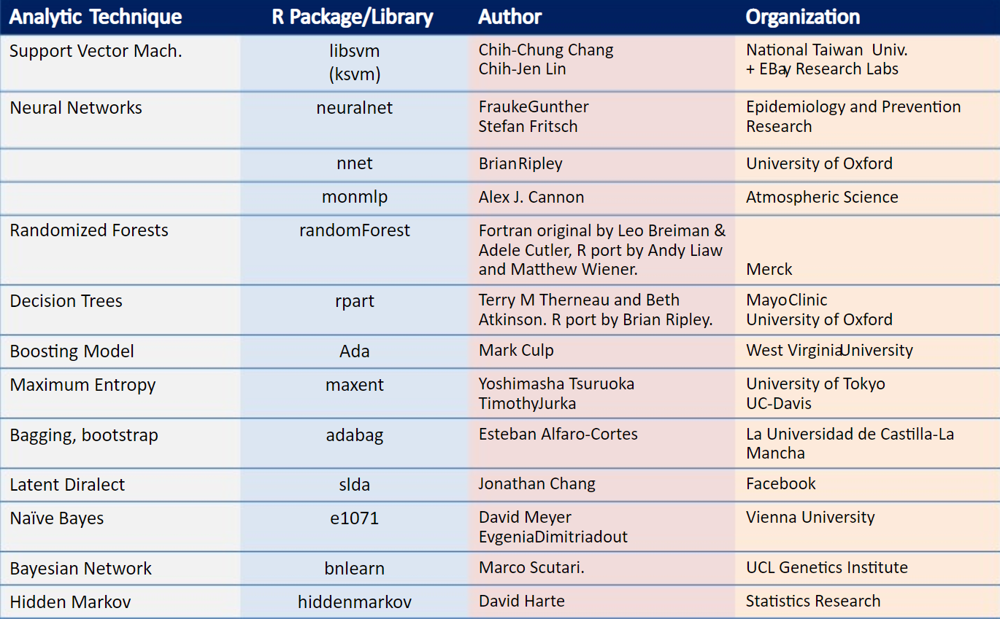 Analytic Technique R Package/Library Author Organization
Support Vector Mach. libsvm Chih-Chung Chang National Taiwan Univ.
(ksvm) Chih-Jen Lin + EBay Research Labs
Neural Networks neuralnet FraukeGunther Epidemiology and Prevention
Stefan Fritsch Research
nnet BrianRipley University of Oxford
monmlp Alex J. Cannon Atmospheric Science
Randomized Forests randomForest Fortran original by Leo Breiman &
Adele Cutler, R port by Andy Liaw
and Matthew Wiener. Merck
Decision Trees rpart Terry M Therneau and Beth MayoClinic
Atkinson. R port by Brian Ripley. University of Oxford
Boosting Model Ada Mark Culp West VirginiaUniversity
Maximum Entropy maxent Yoshimasha Tsuruoka University of Tokyo
TimothyJurka UC-Davis
Bagging, bootstrap adabag Esteban Alfaro-Cortes La Universidad de Castilla-La
Mancha
Latent Diralect slda Jonathan Chang Facebook
Naïve Bayes e1071 David Meyer Vienna University
EvgeniaDimitriadout
Bayesian Network bnlearn Marco Scutari. UCL Genetics Institute
Hidden Markov hiddenmarkov David Harte Statistics Research